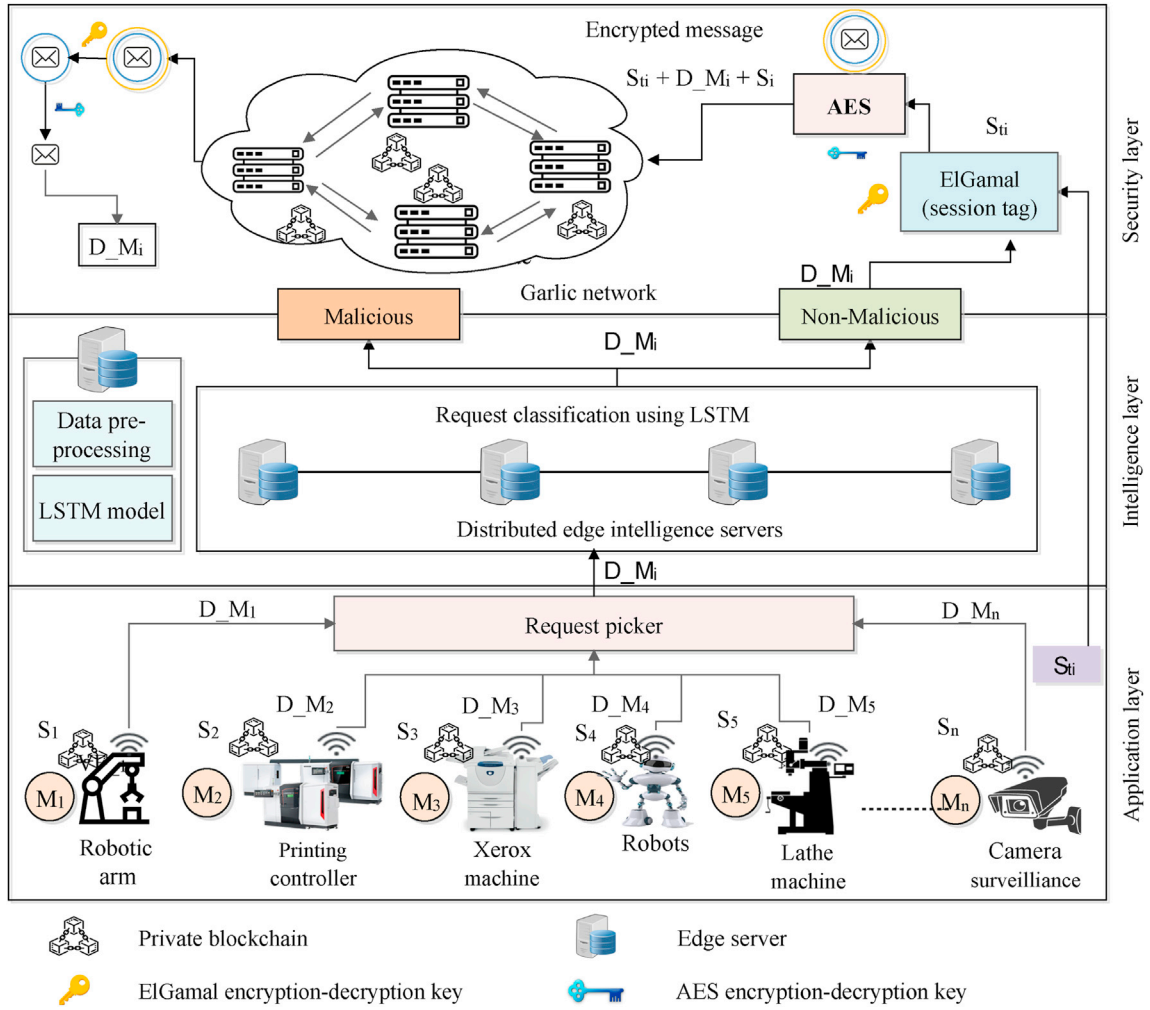 Encrypted message
Sti + D_Mi + Si
AES
Sti
ElGamal
(session tag)
D_Mi
D_Mi
Garlic network
Security layer
Malicious
Non-Malicious
D_Mi
Data pre-
processing
LSTM model
Request classification using LSTM
Distributed edge intelligence servers
Intelligence layer
D_Mi
Request picker
D_M1
D_Mn
Sti
D_M2
D_M3
D_M4
D_M5
S1
S2
S3
S4
S5
Sn
M1
M2
M3
M4
M5
Mn
Robotic
arm
Printing
controller
Xerox
machine
Robots
Lathe
machine
Camera
surveilliance
Application layer
Private blockchain
Edge server
ElGamal encryption-decryption key
AES encryption-decryption key